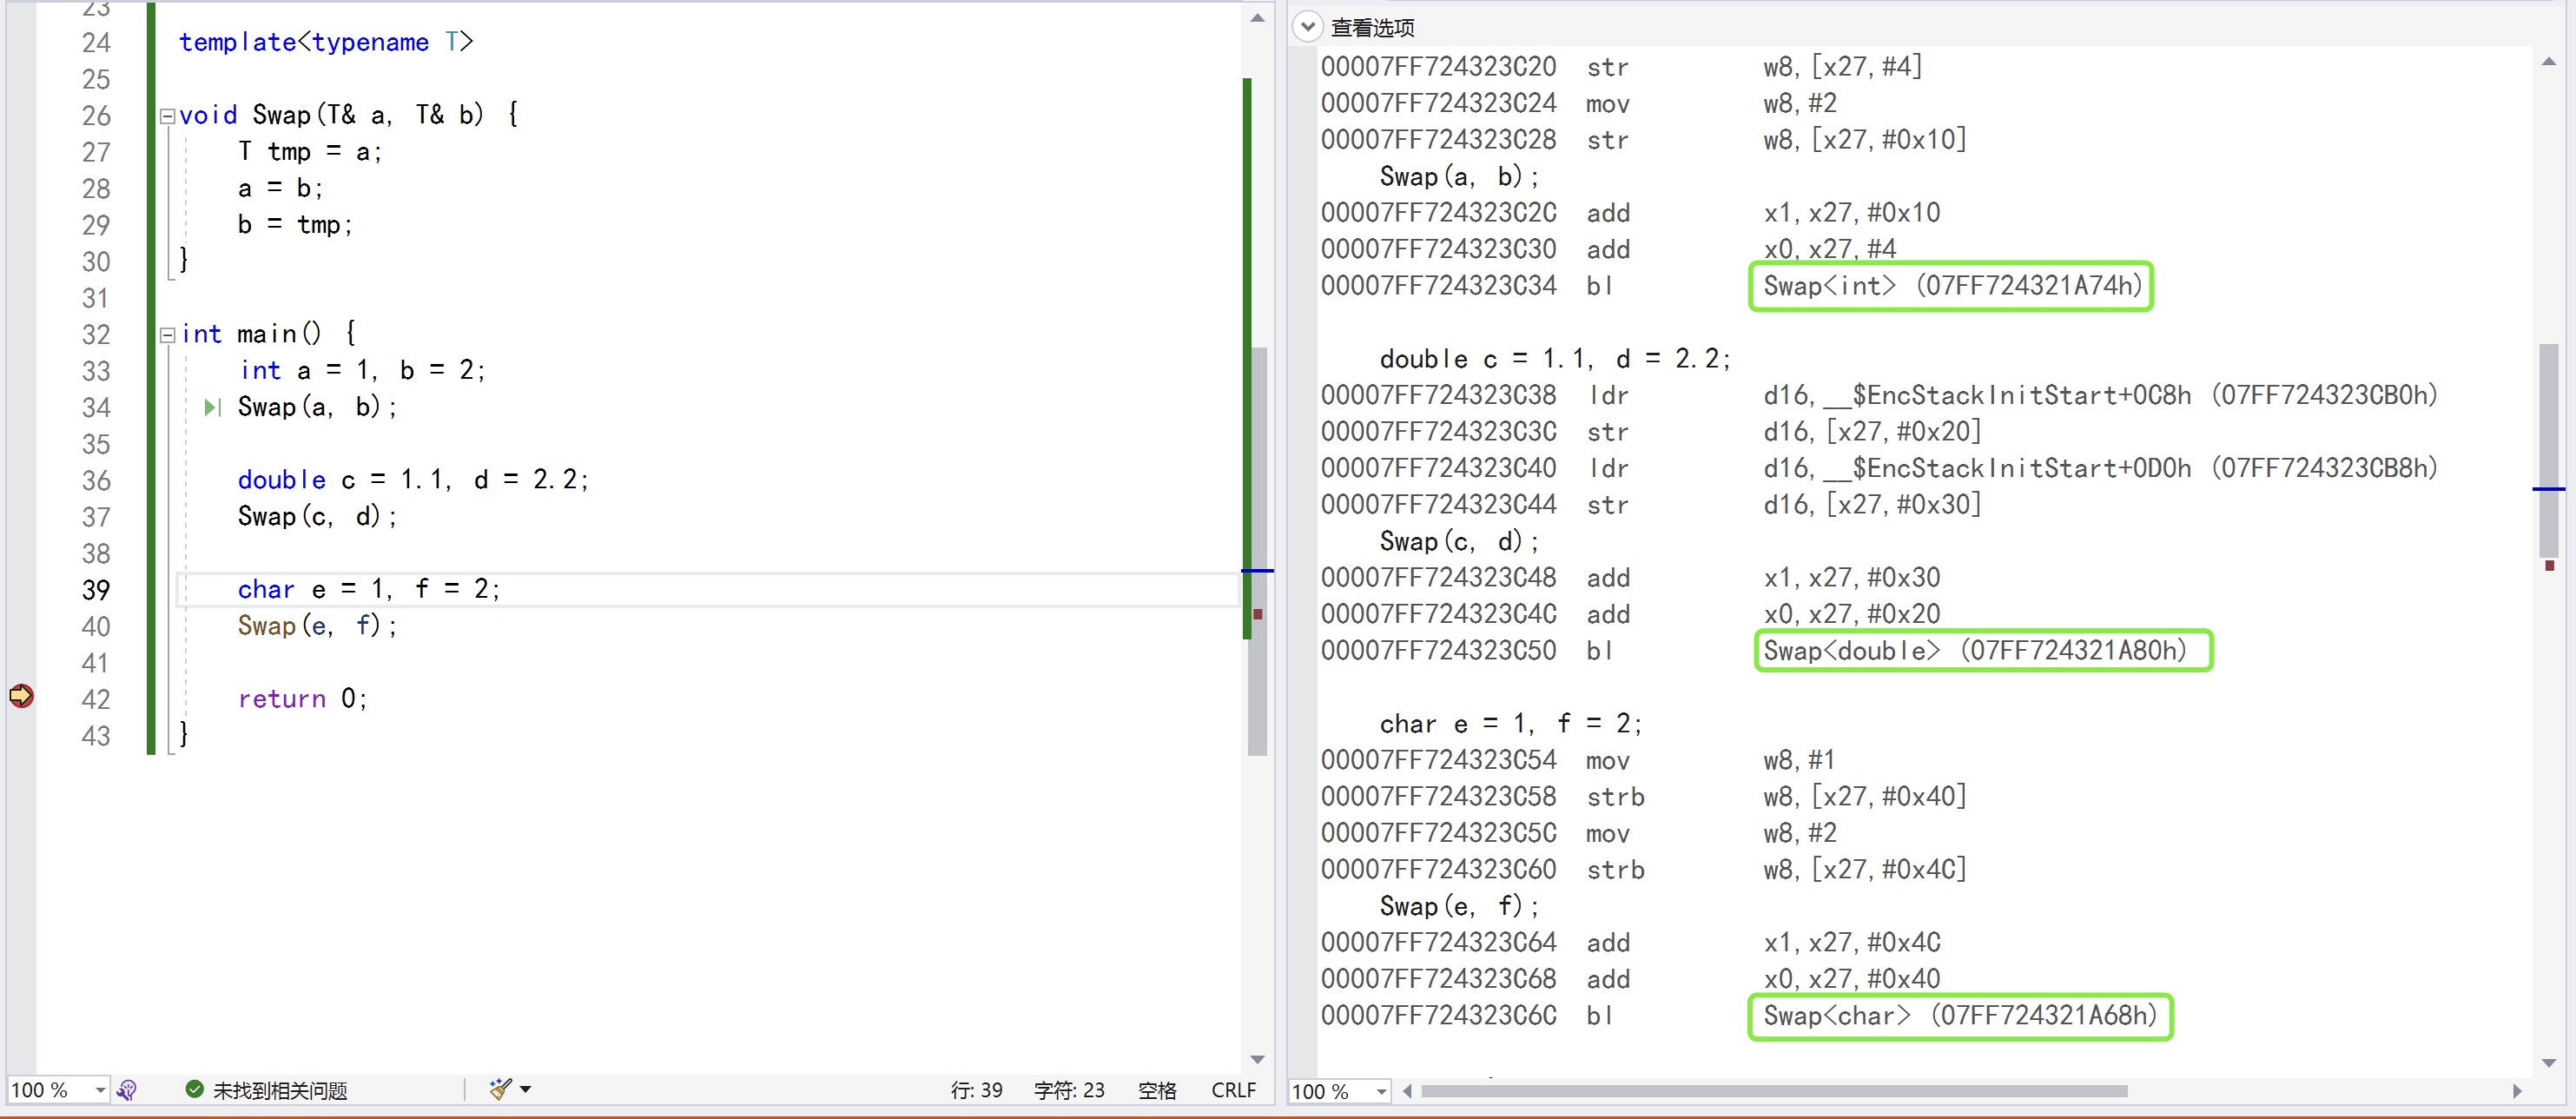 23
24 template<typename T>
25
26 void Swap(T& a, T& b) {
27 T tmp = a;
28 a = b;
29 b = tmp;
30 }
31
32 int main() {
33 int a = 1, b = 2;
34 Swap(a, b);
35
36 double c = 1.1, d = 2.2;
37 Swap(c, d);
38
39 char e = 1, f = 2;
40 Swap(e, f);
41
42 return 0;
43 }
100 % 未找到相关问题 行: 39 字符: 23 空格 CRLF
查看选项
00007FF724323C20 str w8,[x27,#4]
00007FF724323C24 mov w8,#2
00007FF724323C28 str w8,[x27,#0x10]
Swap(a, b);
00007FF724323C2C add x1,x27,#0x10
00007FF724323C30 add x0,x27,#4
00007FF724323C34 bl Swap<int> (07FF724321A74h)
double c = 1.1, d = 2.2;
00007FF724323C38 ldr d16,__$EncStackInitStart+0C8h (07FF724323CB0h)
00007FF724323C3C str d16,[x27,#0x20]
00007FF724323C40 ldr d16,__$EncStackInitStart+0D0h (07FF724323CB8h)
00007FF724323C44 str d16,[x27,#0x30]
Swap(c, d);
00007FF724323C48 add x1,x27,#0x30
00007FF724323C4C add x0,x27,#0x20
00007FF724323C50 bl Swap<double> (07FF724321A80h)
char e = 1, f = 2;
00007FF724323C54 mov w8,#1
00007FF724323C58 strb w8,[x27,#0x40]
00007FF724323C5C mov w8,#2
00007FF724323C60 strb w8,[x27,#0x4C]
Swap(e, f);
00007FF724323C64 add x1,x27,#0x4C
00007FF724323C68 add x0,x27,#0x40
00007FF724323C6C bl Swap<char> (07FF724321A68h)
100 %